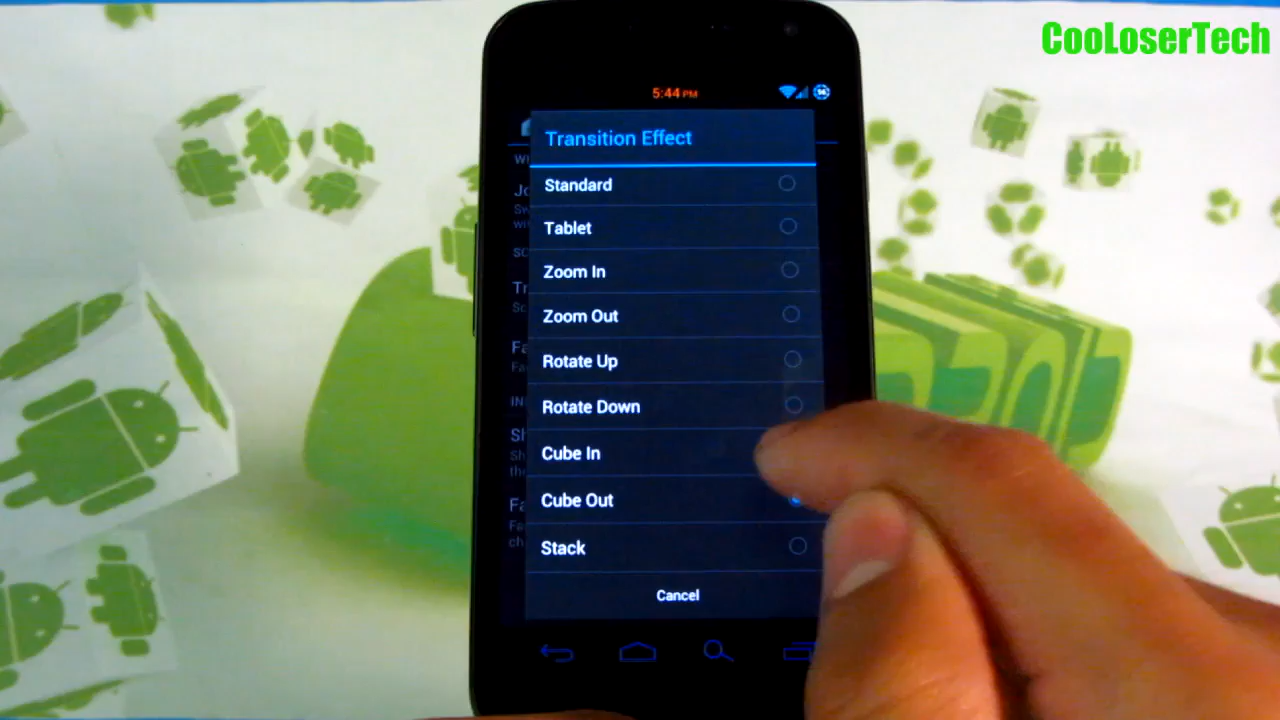 CooLoserTech
5:44 PM
Transition Effect
Standard
Tablet
Zoom In
Zoom Out
Rotate Up
Rotate Down
Cube In
Cube Out
Stack
Cancel